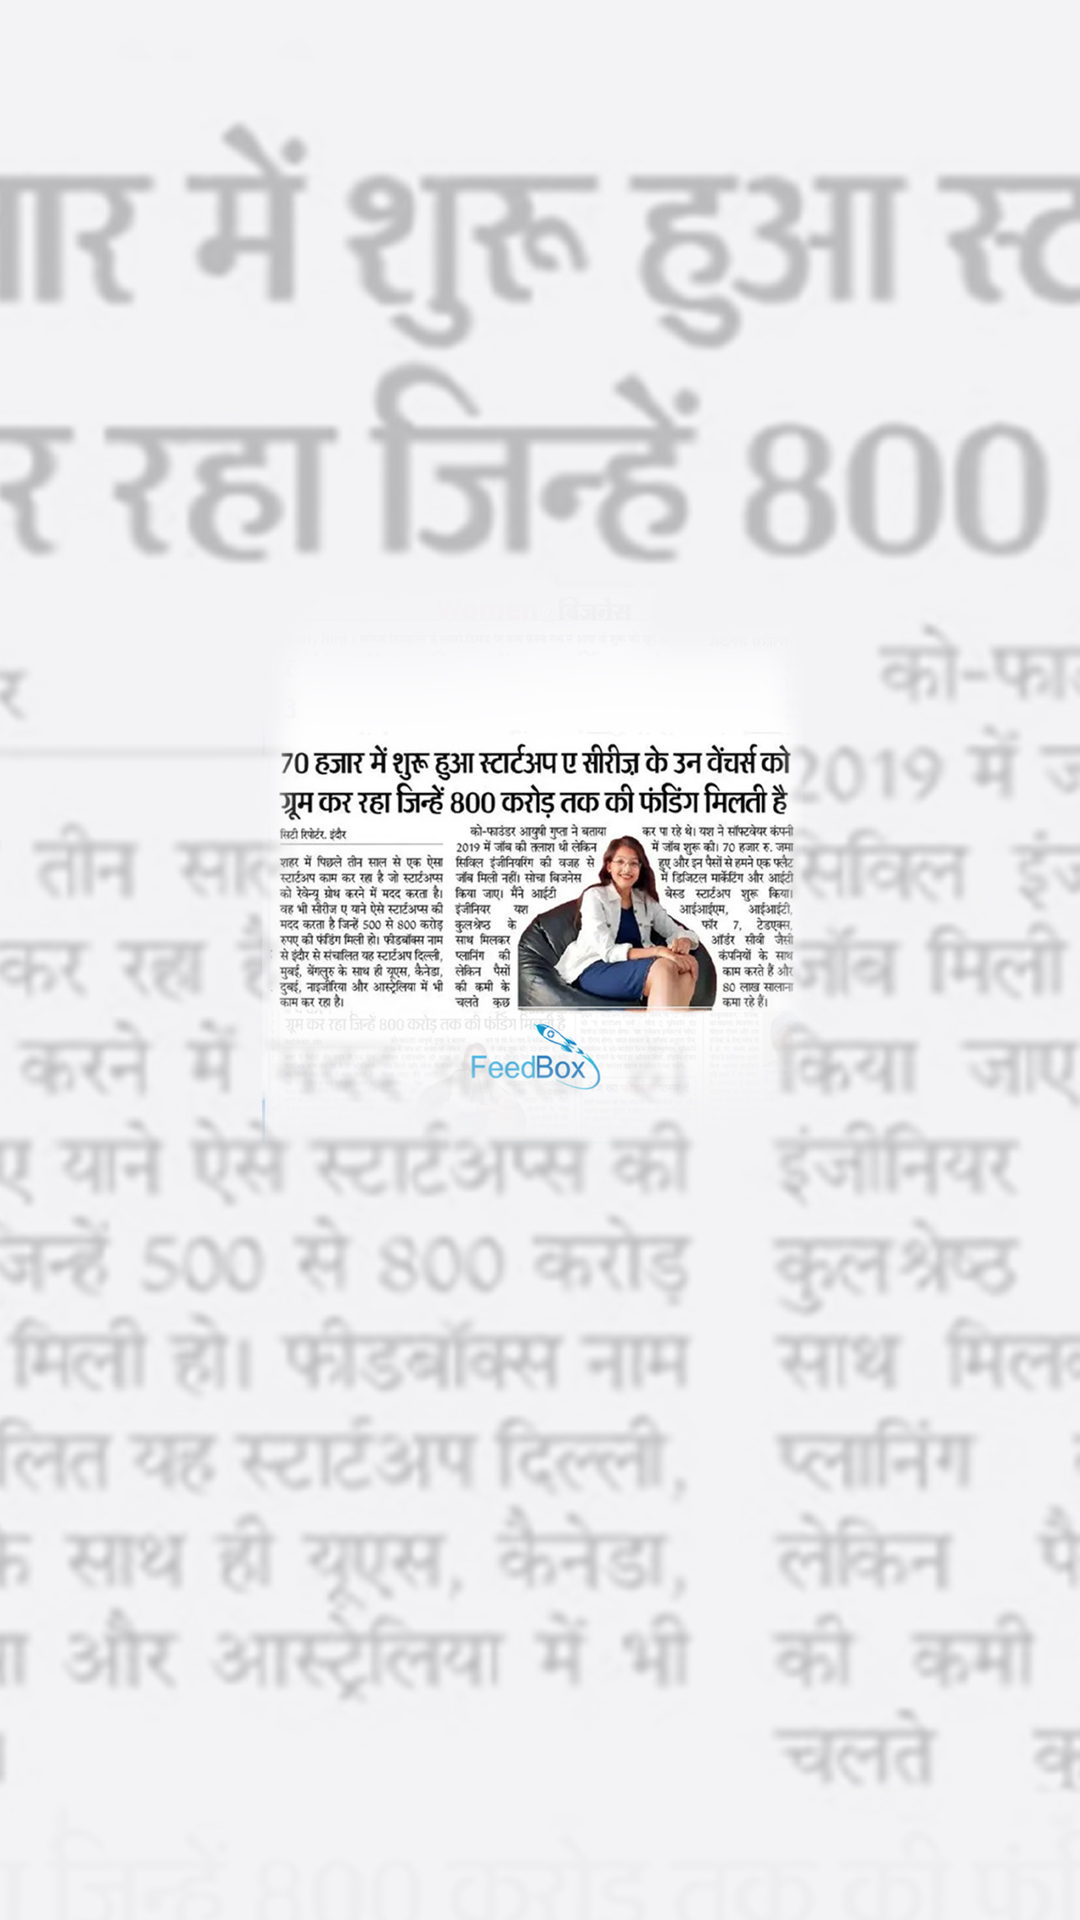 70 हजार में शुरू हुआ स्टार्टअप ए सीरीज़ के उन वेंचर्स को
ग्रूम कर रहा जिन्हें 800 करोड़ तक की फंडिंग मिलती है
सिटी रिपोर्टर. इंदौर
शहर में पिछले तीन साल से एक ऐसा
स्टार्टअप काम कर रहा है जो स्टार्टअप्स
को रेवेन्यू ग्रोथ करने में मदद करता है।
वह भी सीरीज ए याने ऐसे स्टार्टअप्स की
मदद करता है जिन्हें 500 से 800 करोड़
रुपए की फंडिंग मिली हो। फीडबॉक्स नाम
से इंदौर से संचालित यह स्टार्टअप दिल्ली,
मुंबई, बेंगलुरु के साथ ही यूएस, कैनेडा,
दुबई, नाइजीरिया और आस्ट्रेलिया में भी
काम कर रहा है।
को-फाउंडर आयुषी गुप्ता ने बताया
2019 में जॉब की तलाश थी लेकिन
सिविल इंजीनियरिंग की वजह से
जॉब मिली नहीं। सोचा बिजनेस
किया जाए। मैंने आईटी
इंजीनियर यश
कुलश्रेष्ठ के
साथ मिलकर
प्लानिंग की
लेकिन पैसों
की कमी के
चलते कुछ
कर पा रहे थे। यश ने सॉफ्टवेयर कंपनी
में जॉब शुरू की। 70 हजार रु. जमा
हुए और इन पैसों से हमने एक फ्लैट
में डिजिटल मार्केटिंग और आईटी
बेस्ड स्टार्टअप शुरू किया।
आईआईएम, आईआईटी,
फॉर 7, टेडएक्स,
ऑर्डर सीवी जैसी
कंपनियों के साथ
काम करते हैं और
80 लाख सालाना
कमा रहे हैं।
FeedBox